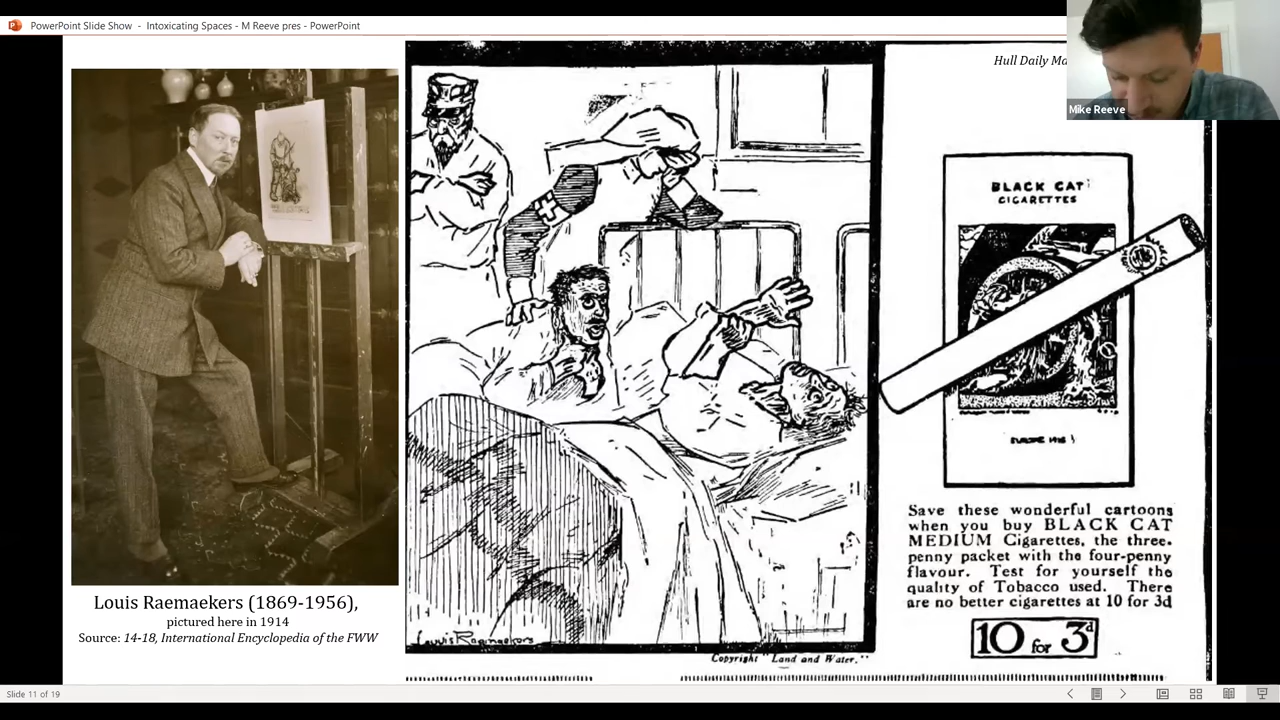 PowerPoint Slide Show - Intoxicating Spaces - M Reeve pres - PowerPoint
Hull Daily
Mike Reeve
BLACK CAT
CIGARETTES
Save these wonderful cartoons
when you buy BLACK CAT
MEDIUM Cigarettes, the three-
penny packet with the four-penny
flavour. Test for yourself the
quality of Tobacco used. There
are no better cigarettes at 10 for 3d
10 for 3d
Louis Raemaekers
Copyright "Land and Water."
Louis Raemaekers (1869-1956),
pictured here in 1914
Source: 14-18, International Encyclopedia of the FWW
Slide 11 of 19